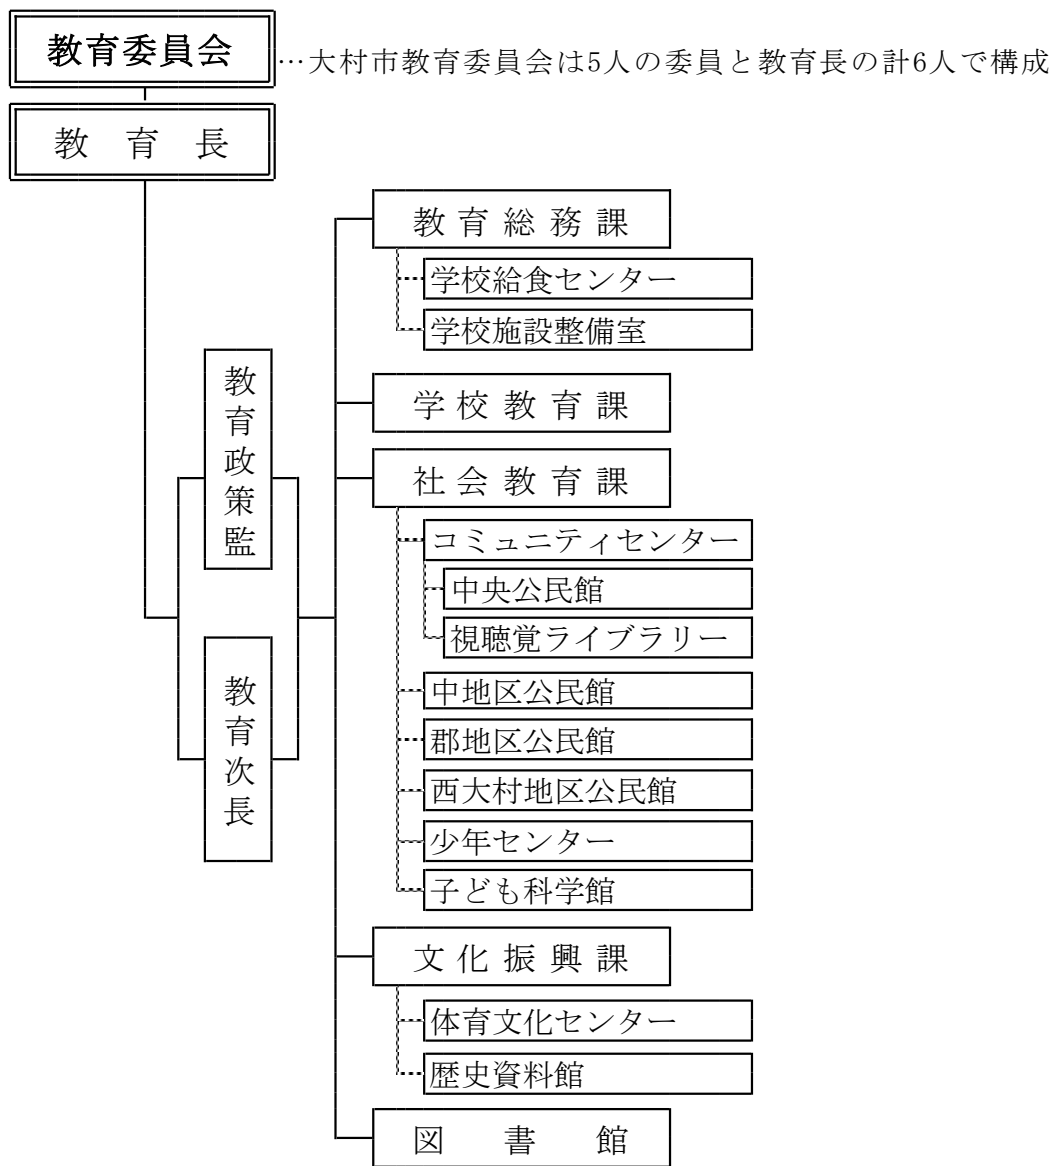 教育委員会
…大村市教育委員会は5人の委員と教育長の計6人で構成
教育長
教育総務課
学校給食センター
学校施設整備室
教育政策監
学校教育課
社会教育課
コミュニティセンター
中央公民館
視聴覚ライブラリー
教育次長
中地区公民館
郡地区公民館
西大村地区公民館
少年センター
子ども科学館
文化振興課
体育文化センター
歴史資料館
図書館